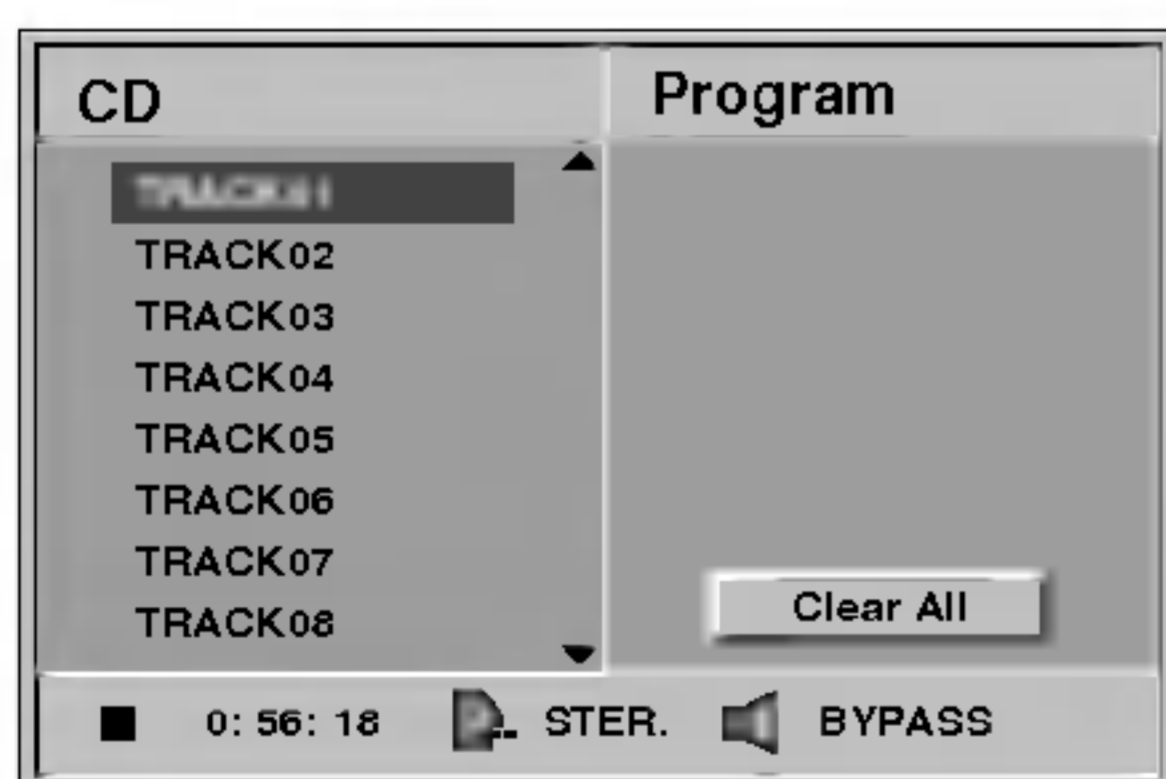 CD
Program
TRACK02
TRACK03
TRACK04
TRACK05
TRACK06
TRACK07
TRACK08
Clear All
0: 56: 18 STER. BYPASS